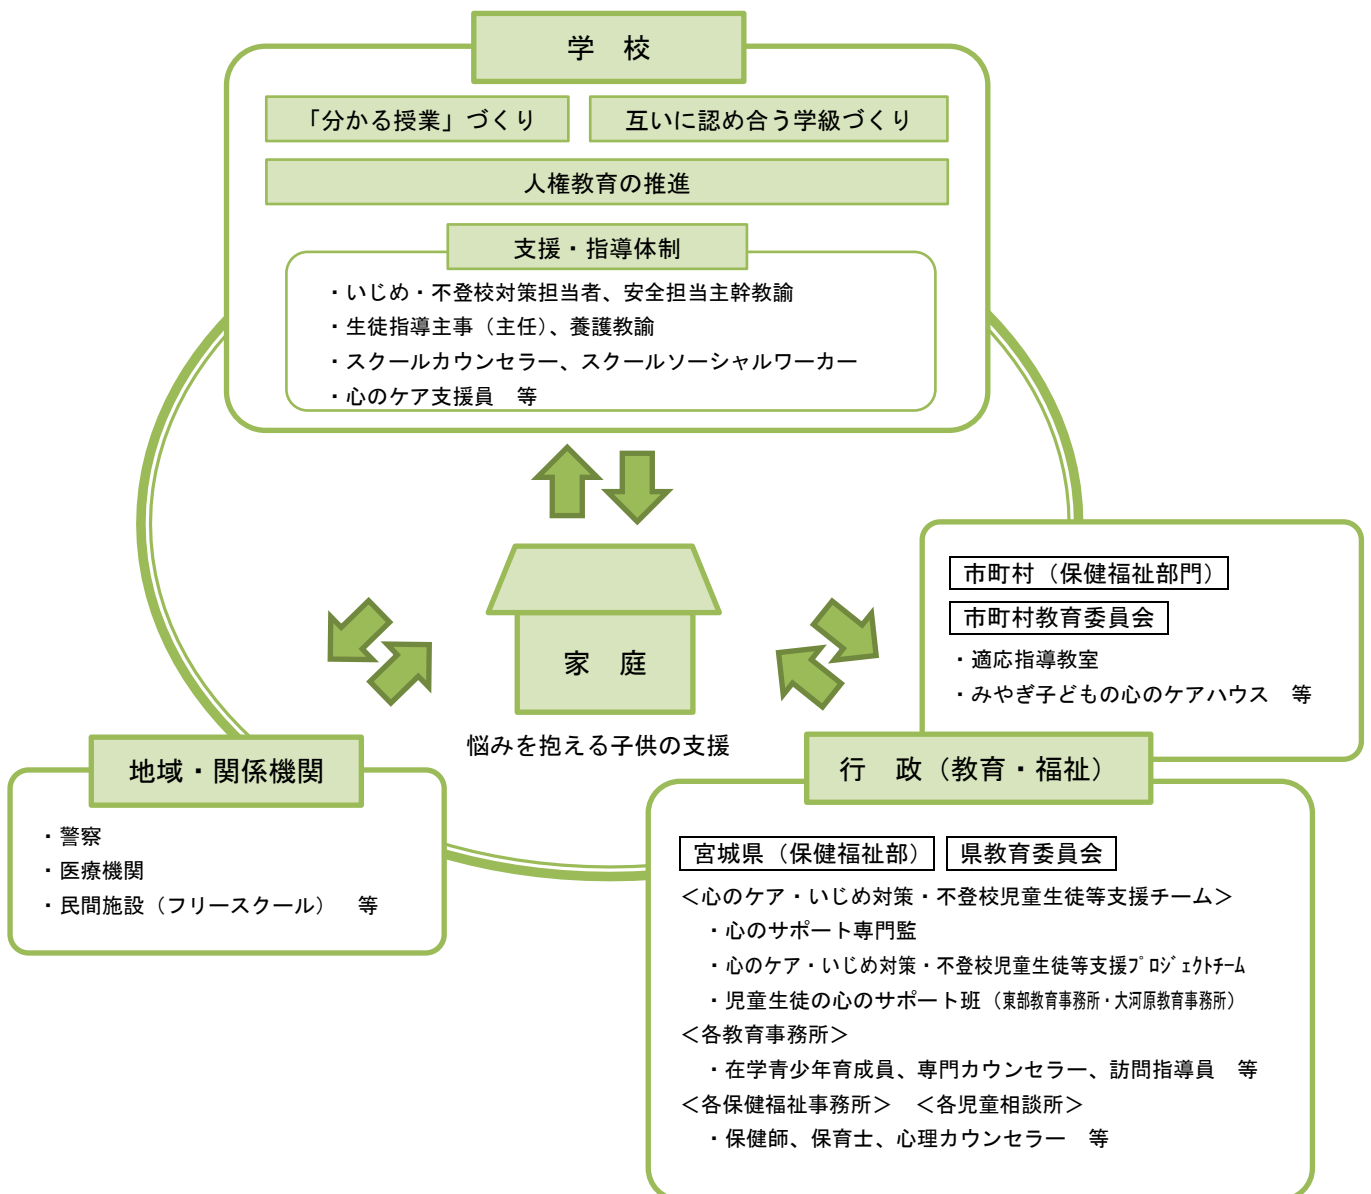 学　校
「分かる授業」づくり
互いに認め合う学級づくり
人権教育の推進
支援・指導体制
・いじめ・不登校対策担当者、安全担当主幹教諭
・生徒指導主事（主任）、養護教諭
・スクールカウンセラー、スクールソーシャルワーカー
・心のケア支援員　等
家　庭
悩みを抱える子供の支援
市町村（保健福祉部門）
市町村教育委員会
・適応指導教室
・みやぎ子どもの心のケアハウス　等
地域・関係機関
・警察
・医療機関
・民間施設（フリースクール）　等
行　政（教育・福祉）
宮城県（保健福祉部）
県教育委員会
＜心のケア・いじめ対策・不登校児童生徒等支援チーム＞
・心のサポート専門監
・心のケア・いじめ対策・不登校児童生徒等支援ﾌﾟﾛｼﾞｪｸﾄﾁｰﾑ
・児童生徒の心のサポート班（東部教育事務所・大河原教育事務所）
＜各教育事務所＞
・在学青少年育成員、専門カウンセラー、訪問指導員　等
＜各保健福祉事務所＞　＜各児童相談所＞
・保健師、保育士、心理カウンセラー　等